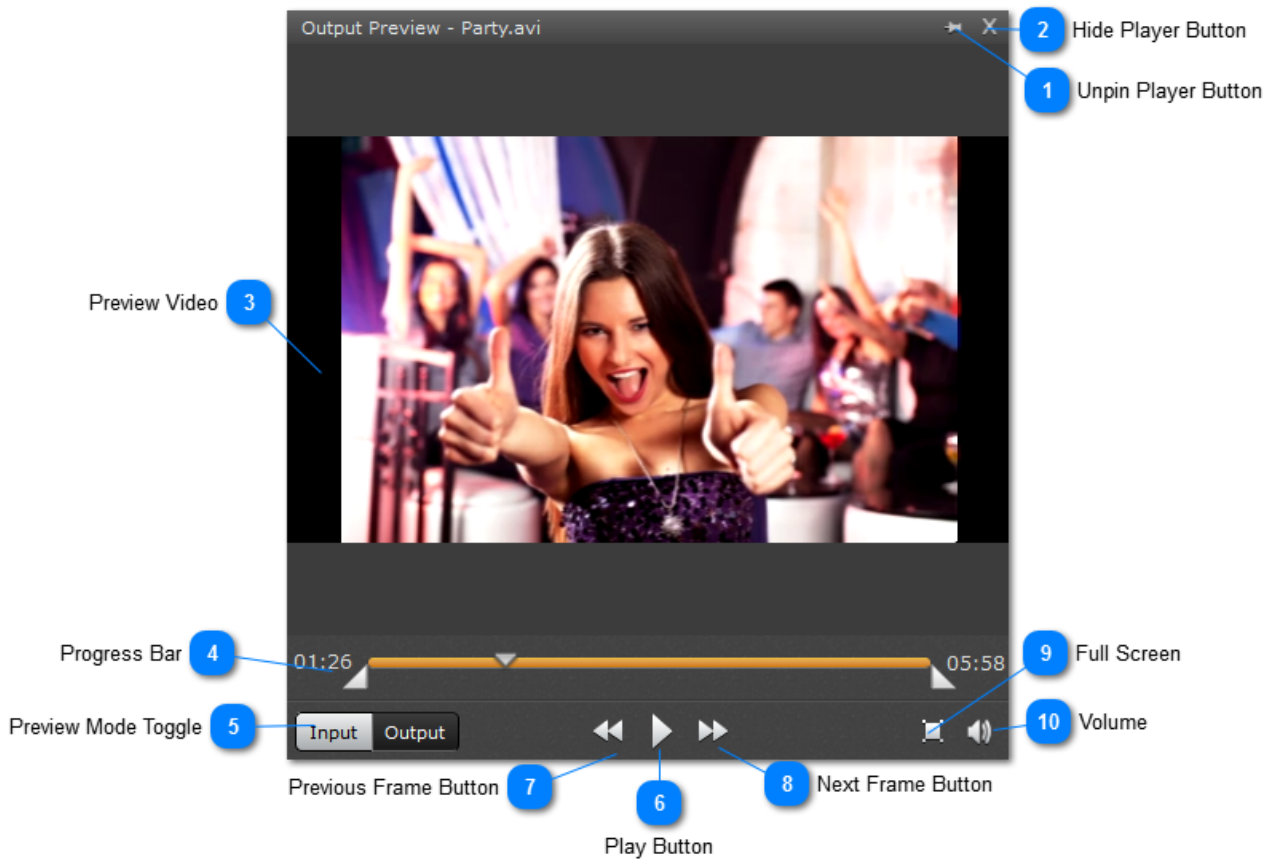 Output Preview - Party.avi
2 Hide Player Button
1 Unpin Player Button
Preview Video 3
Progress Bar 4
01:26
05:58
9 Full Screen
Preview Mode Toggle 5
Input Output
10 Volume
Previous Frame Button 7
6
8 Next Frame Button
Play Button